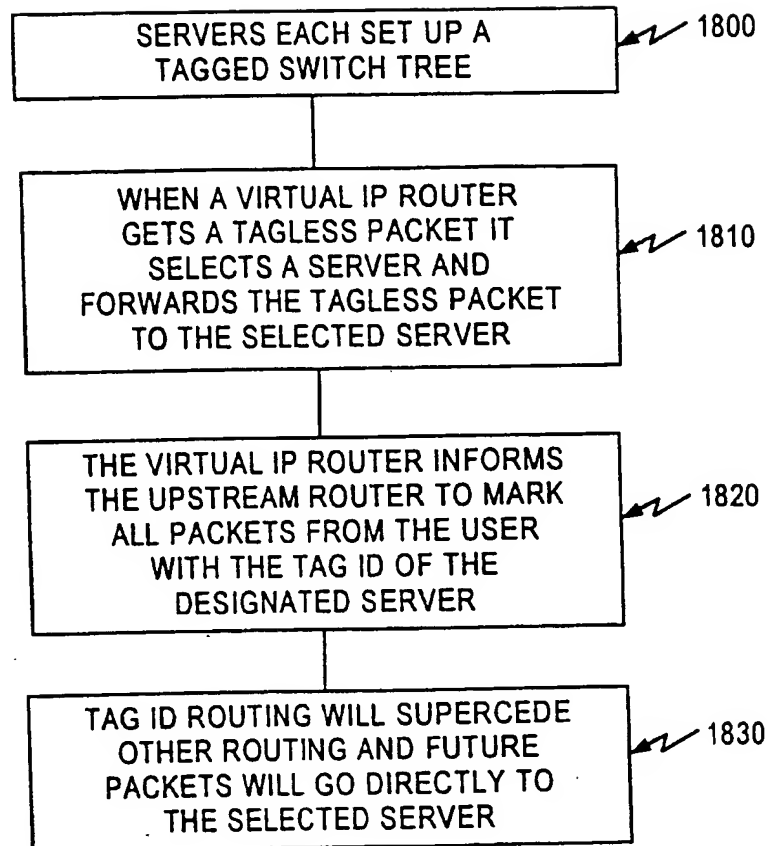 SERVERS EACH SET UP A
TAGGED SWITCH TREE
1800
WHEN A VIRTUAL IP ROUTER
GETS A TAGLESS PACKET IT
SELECTS A SERVER AND
FORWARDS THE TAGLESS PACKET
TO THE SELECTED SERVER
1810
THE VIRTUAL IP ROUTER INFORMS
THE UPSTREAM ROUTER TO MARK
ALL PACKETS FROM THE USER
WITH THE TAG ID OF THE
DESIGNATED SERVER
1820
TAG ID ROUTING WILL SUPERCEDE
OTHER ROUTING AND FUTURE
PACKETS WILL GO DIRECTLY TO
THE SELECTED SERVER
1830